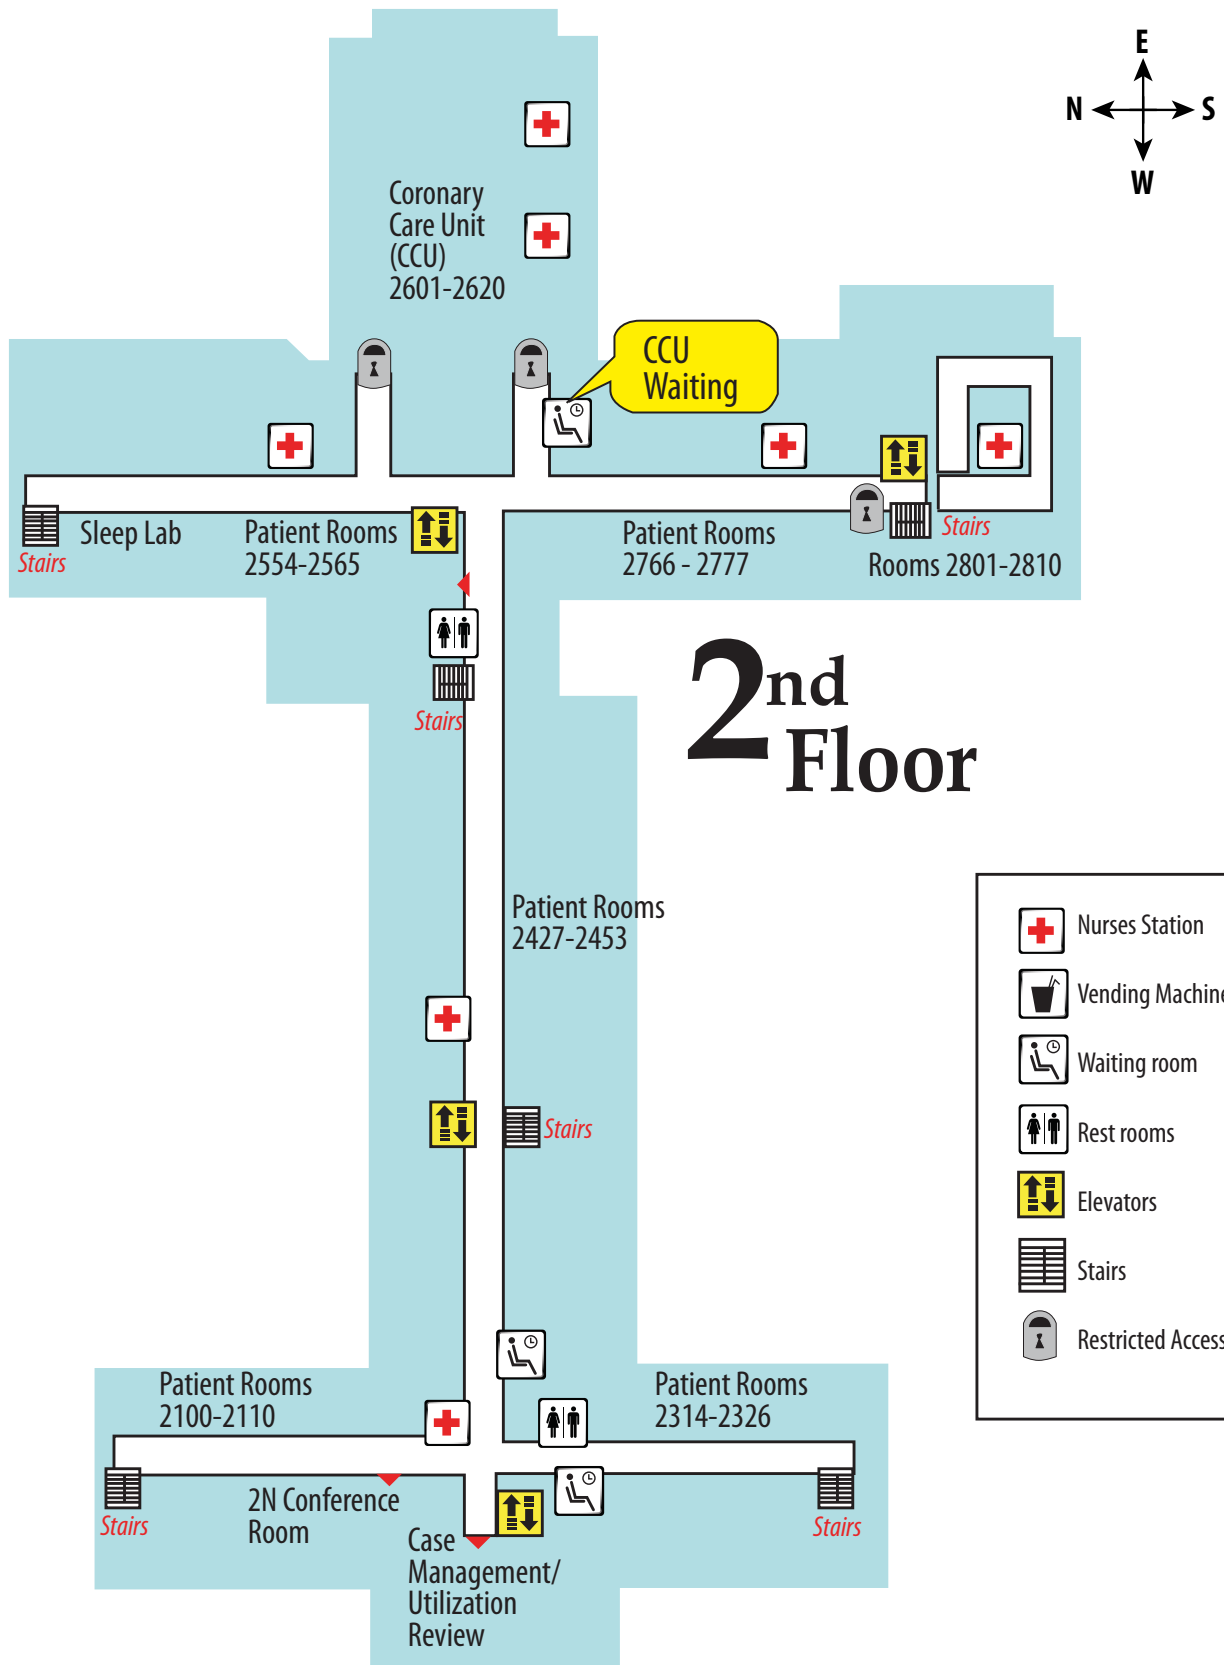 E
N
S
W
Coronary
Care Unit
(CCU)
2601-2620
CCU
Waiting
Sleep Lab
Stairs
Patient Rooms
2554-2565
Patient Rooms
2766 - 2777
Stairs
Rooms 2801-2810
Stairs
2nd
Floor
Patient Rooms
2427-2453
Stairs
Nurses Station
Vending Machine
Waiting room
Rest rooms
Elevators
Stairs
Restricted Access
Patient Rooms
2100-2110
Patient Rooms
2314-2326
Stairs
2N Conference
Room
Stairs
Case
Management/
Utilization
Review